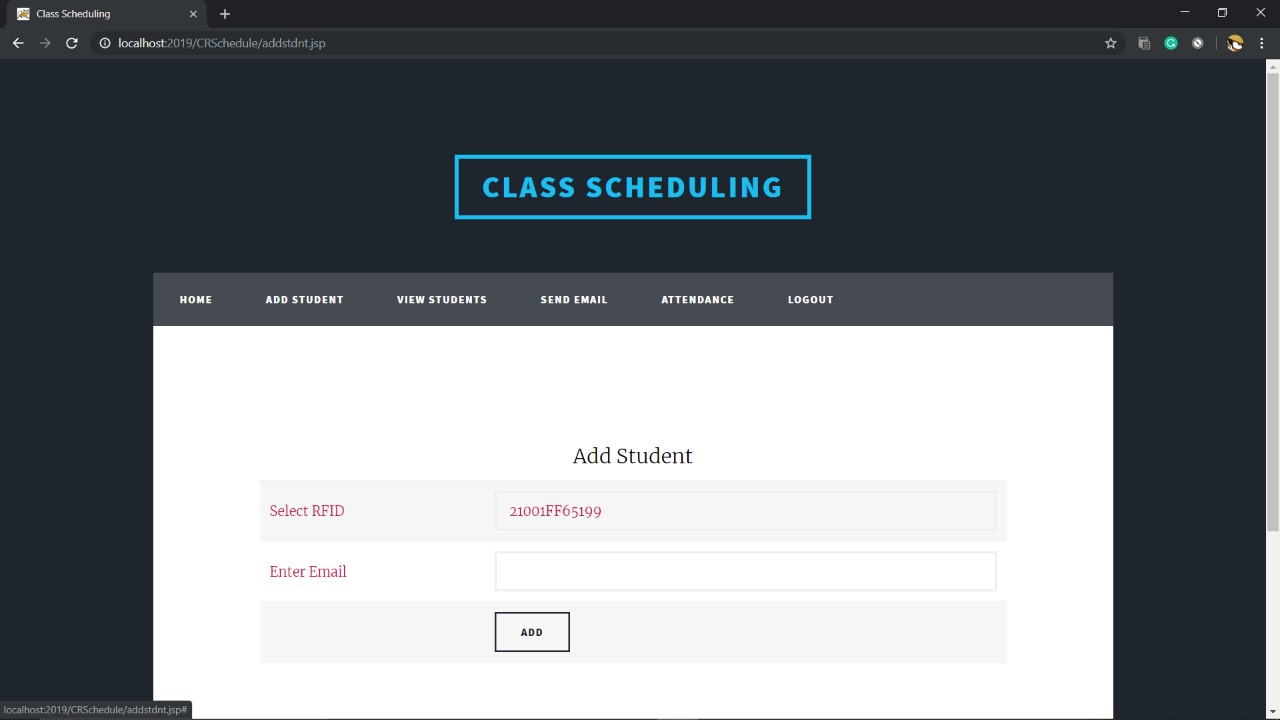 Class Scheduling
localhost:2019/CRSchedule/addstdnt.jsp
CLASS SCHEDULING
HOME ADD STUDENT VIEW STUDENTS SEND EMAIL ATTENDANCE LOGOUT
Add Student
Select RFID 21001FF65199
Enter Email
ADD
localhost:2019/CRSchedule/addstdnt.jsp#